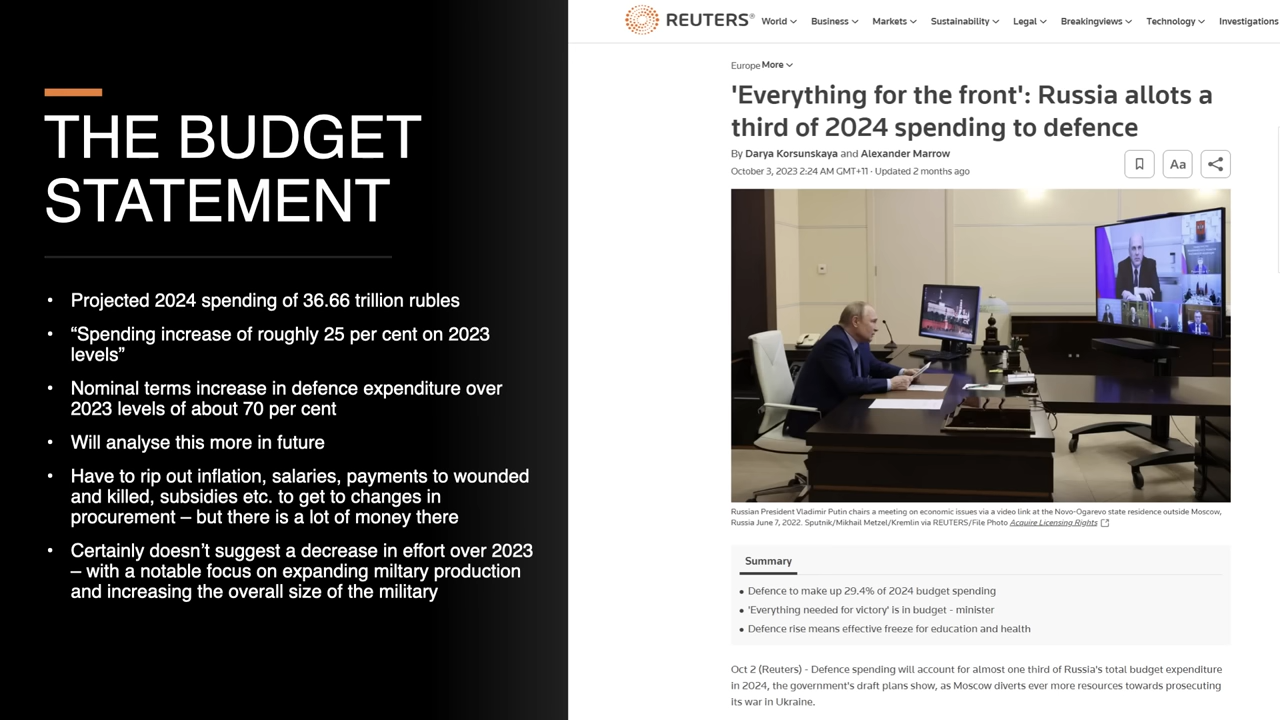 THE BUDGET
STATEMENT
• Projected 2024 spending of 36.66 trillion rubles
• “Spending increase of roughly 25 per cent on 2023
levels”
• Nominal terms increase in defence expenditure over
2023 levels of about 70 per cent
• Will analyse this more in future
• Have to rip out inflation, salaries, payments to wounded
and killed, subsidies etc. to get to changes in
procurement – but there is a lot of money there
• Certainly doesn’t suggest a decrease in effort over 2023
– with a notable focus on expanding miltary production
and increasing the overall size of the military
REUTERS® World Business Markets Sustainability Legal Breakingviews Technology Investigations
Europe More
'Everything for the front': Russia allots a
third of 2024 spending to defence
By Darya Korsunskaya and Alexander Marrow
October 3, 2023 2:24 AM GMT+11 · Updated 2 months ago
Aa
Russian President Vladimir Putin chairs a meeting on economic issues via a video link at the Novo-Ogarevo state residence outside Moscow,
Russia June 7, 2022. Sputnik/Mikhail Metzel/Kremlin via REUTERS/File Photo Acquire Licensing Rights
Summary
• Defence to make up 29.4% of 2024 budget spending
• 'Everything needed for victory' is in budget - minister
• Defence rise means effective freeze for education and health
Oct 2 (Reuters) - Defence spending will account for almost one third of Russia's total budget expenditure
in 2024, the government's draft plans show, as Moscow diverts ever more resources towards prosecuting
its war in Ukraine.